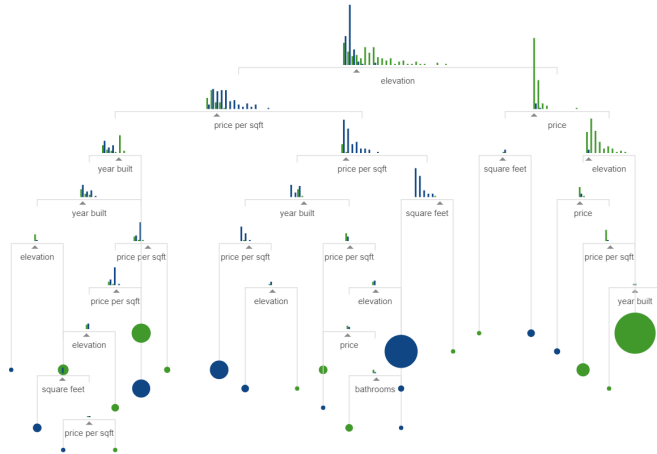 elevation
price per sqft
price
year built
price per sqft
square feet
elevation
year built
year built
square feet
price
elevation
price per sqft
price per sqft
price per sqft
price per sqft
price per sqft
elevation
elevation
year built
elevation
price
square feet
bathrooms
price per sqft